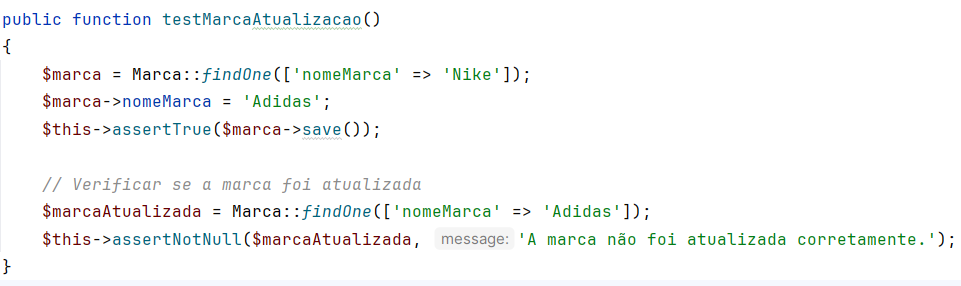 public function testMarcaAtualizacao()
{
    $marca = Marca::findOne(['nomeMarca' => 'Nike']);
    $marca->nomeMarca = 'Adidas';
    $this->assertTrue($marca->save());

    // Verificar se a marca foi atualizada
    $marcaAtualizada = Marca::findOne(['nomeMarca' => 'Adidas']);
    $this->assertNotNull($marcaAtualizada, message: 'A marca não foi atualizada corretamente.');
}